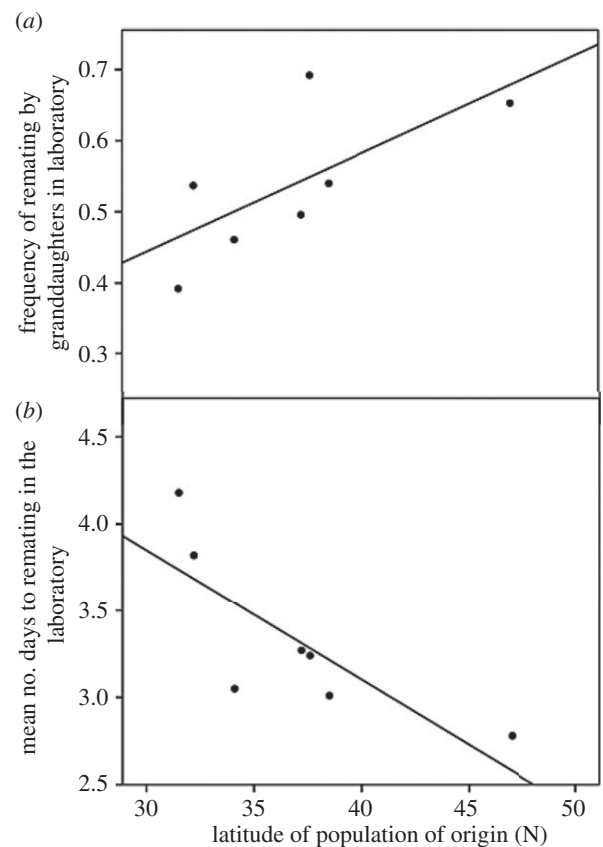 (a)
frequency of remating by
granddaughters in laboratory
0.7
0.6
0.5
0.4
0.3
(b)
mean no. days to remating in the
laboratory
4.5
4.0
3.5
3.0
2.5
30 35 40 45 50
latitude of population of origin (N)